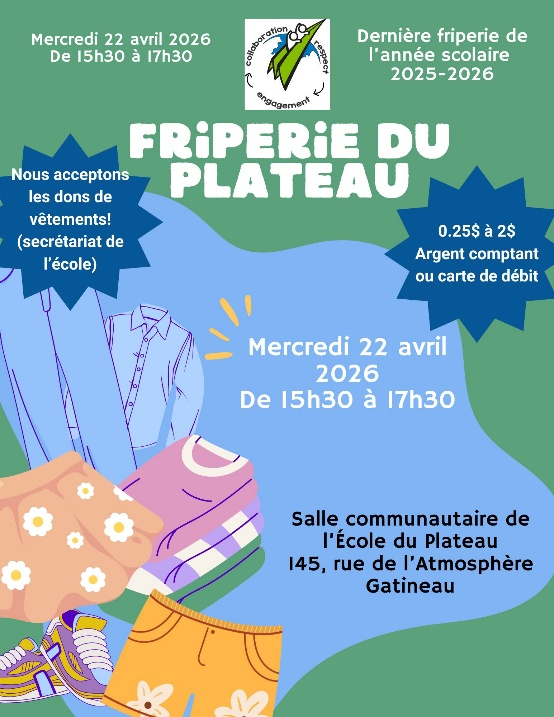 Mercredi 22 avril 2026
De 15h30 à 17h30
collaboration
respect
engagement
Dernière friperie de
l'année scolaire
2025-2026
FRiPERiE DU
PLATEAU
Nous acceptons
les dons de
vêtements!
(secrétariat de
l'école)
0.25$ à 2$
Argent comptant
ou carte de débit
Mercredi 22 avril
2026
De 15h30 à 17h30
Salle communautaire de
l'École du Plateau
145, rue de l'Atmosphère
Gatineau